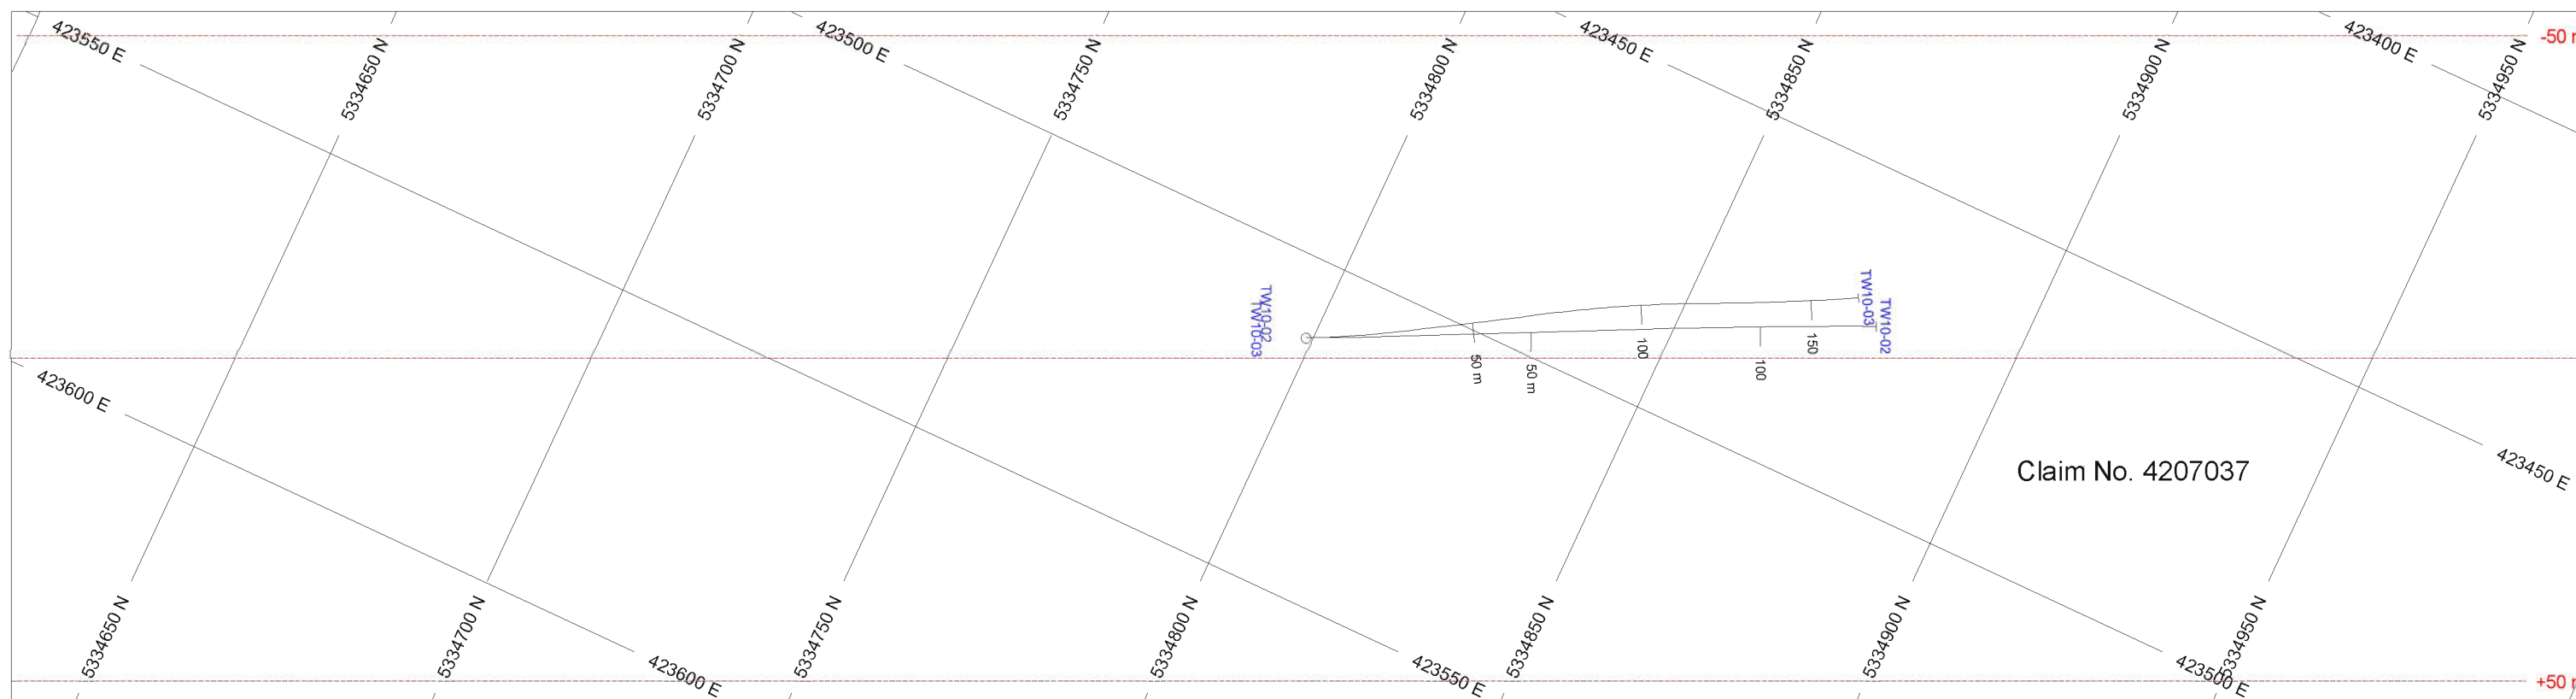 423550 E
5334650 N
5334700 N
423500 E
5334750 N
5334800 N
423450 E
5334850 N
5334900 N
423400 E
5334950 N
-50
TW10-02
TW10-03
TW10-03
TW10-02
50 m
50 m
100
100
150
423600 E
Claim No. 4207037
423450 E
5334650 N
5334700 N
423600 E
5334750 N
5334800 N
423550 E
5334850 N
5334900 N
423500 E
5334950 N
+50